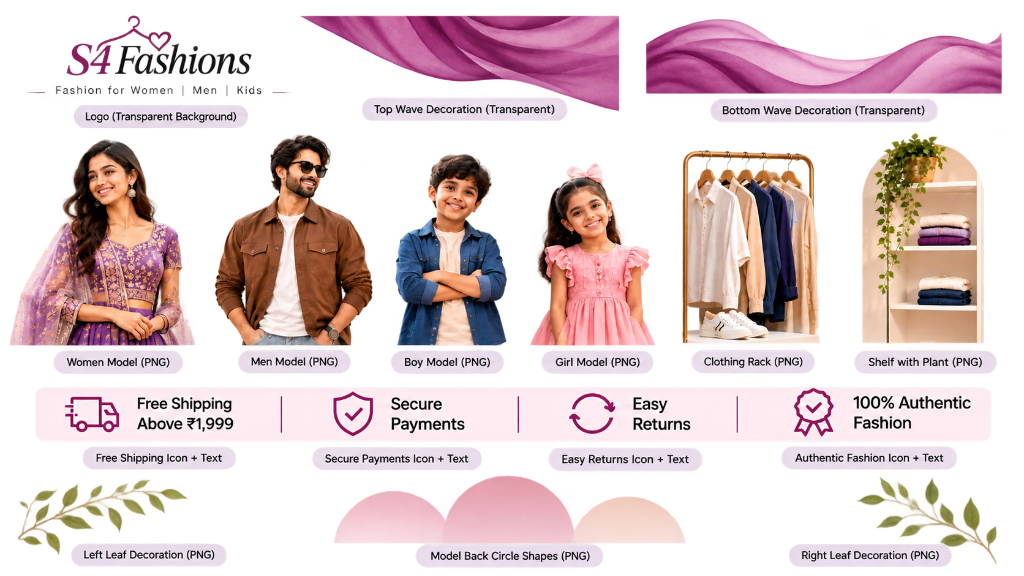 S4 Fashions
Fashion for Women | Men | Kids
Logo (Transparent Background)
Top Wave Decoration (Transparent)
Bottom Wave Decoration (Transparent)
Women Model (PNG)
Men Model (PNG)
Boy Model (PNG)
Girl Model (PNG)
Clothing Rack (PNG)
Shelf with Plant (PNG)
Free Shipping
Above ₹1,999
Secure
Payments
Easy
Returns
100% Authentic
Fashion
Free Shipping Icon + Text
Secure Payments Icon + Text
Easy Returns Icon + Text
Authentic Fashion Icon + Text
Left Leaf Decoration (PNG)
Model Back Circle Shapes (PNG)
Right Leaf Decoration (PNG)